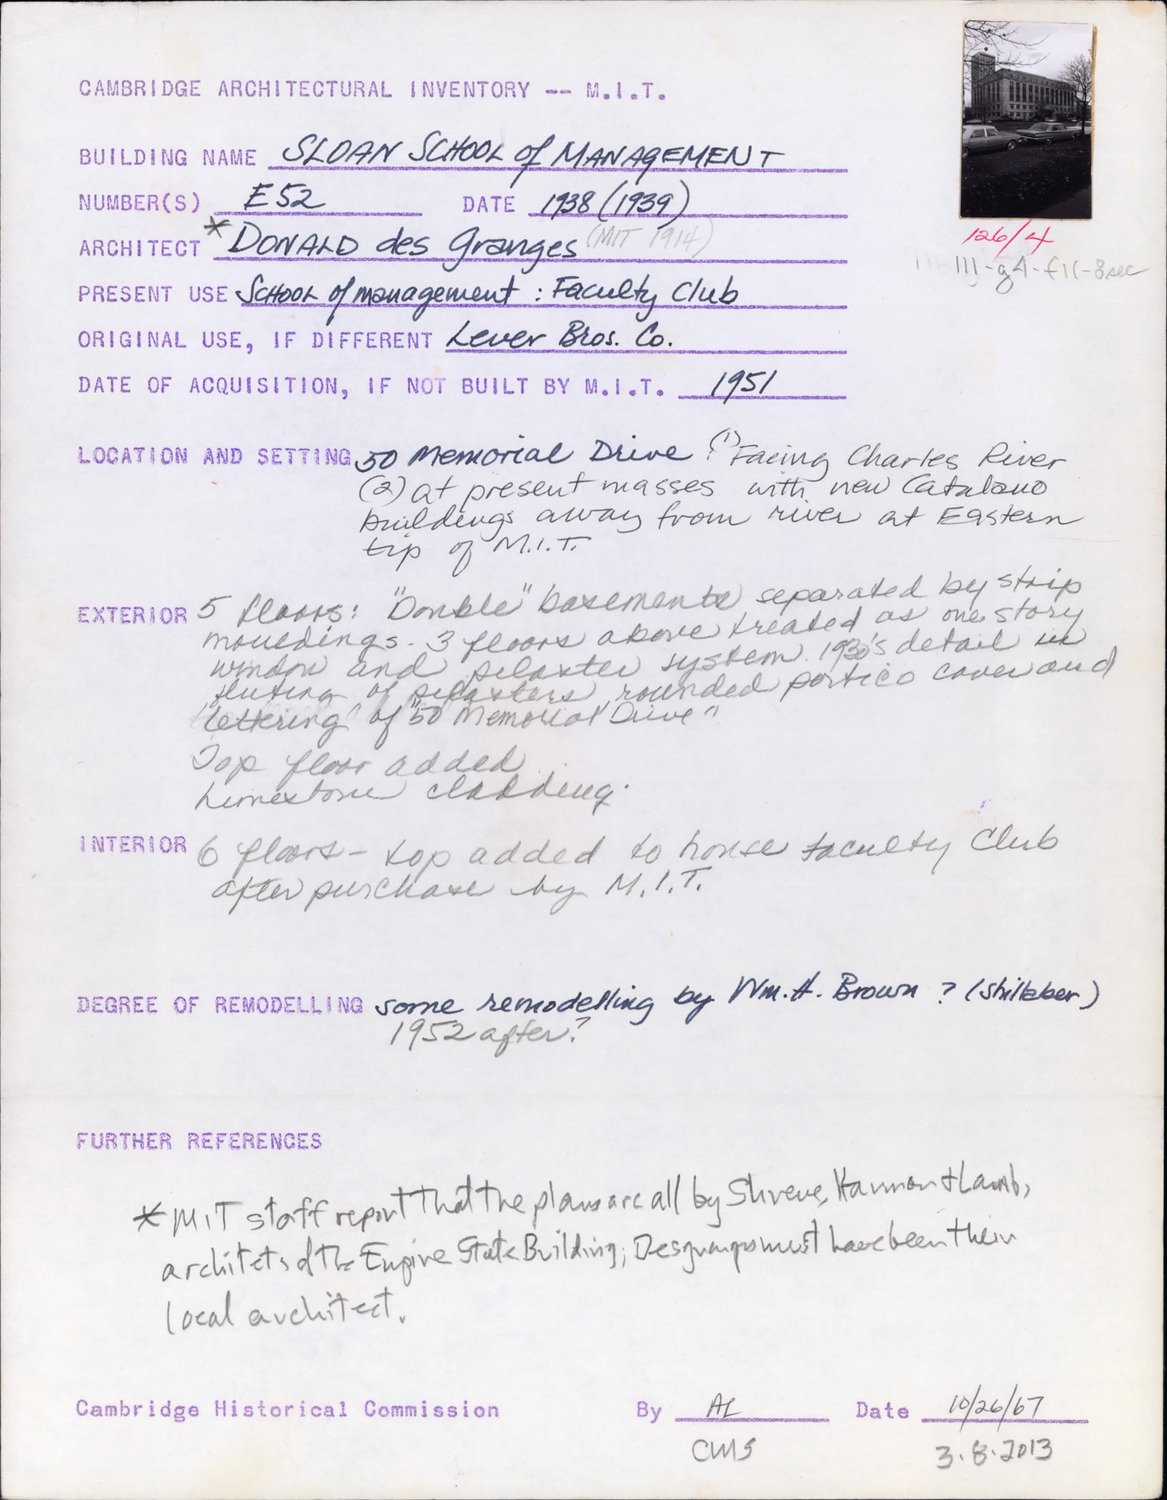 CAMBRIDGE ARCHITECTURAL INVENTORY -- M.I.T.
BUILDING NAME SLOAN SCHOOL of MANAGEMENT
NUMBER(S) E52 DATE 1938 (1939)
ARCHITECT * DONALD des Granges (MIT 1914)
126/4
III-g4-f11-8sec
PRESENT USE SCHOOL of management : Faculty Club
ORIGINAL USE, IF DIFFERENT Lever Bros. Co.
DATE OF ACQUISITION, IF NOT BUILT BY M.I.T. 1951
LOCATION AND SETTING 50 Memorial Drive : (1) Facing Charles River
(2) at present masses with new Catalano
buildings away from river at Eastern
tip of M.I.T.
EXTERIOR 5 floors: "Double" basements separated by strip
mouldings. 3 floors above treated as one story
window and pilaster system. 1930's detail in
fluting of pilasters, rounded portico cover and
"lettering" of "50 Memorial Drive"
Top floor added
Limestone cladding.
INTERIOR 6 floors - top added to house Faculty Club
after purchase by M.I.T.
DEGREE OF REMODELLING some remodelling by Wm. H. Brown ? (Shillaber)
1952 after?
FURTHER REFERENCES
* MIT staff report that the plans are all by Shreve, Harmon + Lamb,
architects of the Empire State Building; Desgranges must have been their
local architect.
Cambridge Historical Commission By AL Date 10/26/67
CMS 3.8.2013